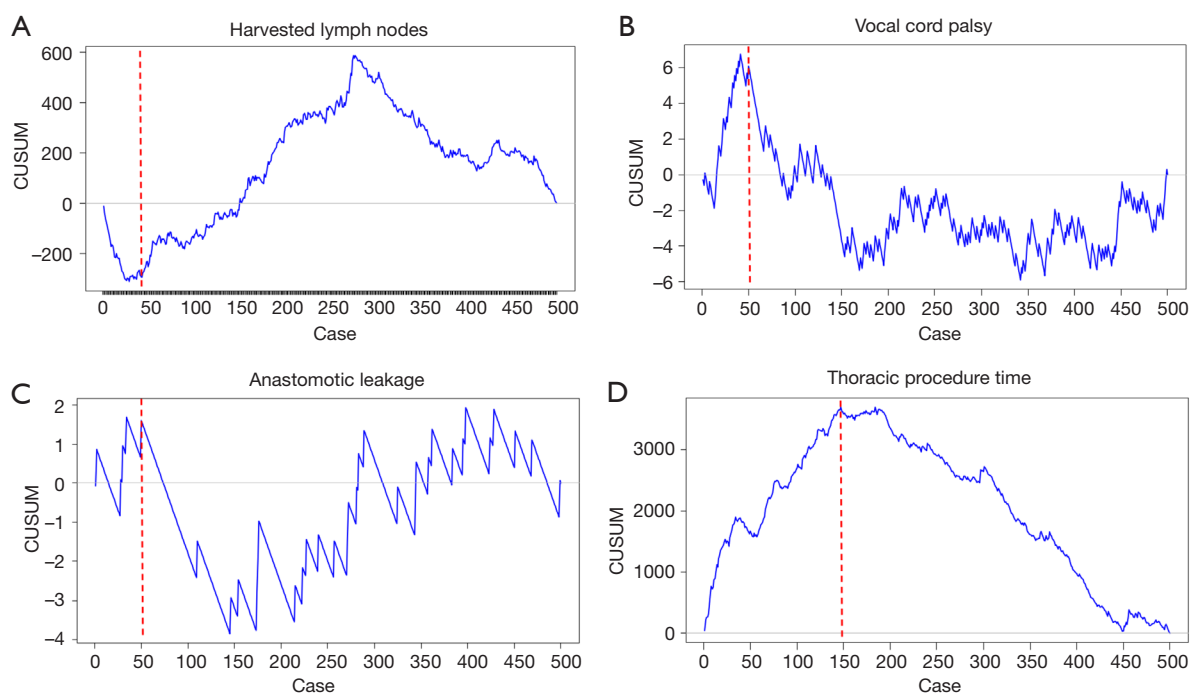 A
Harvested lymph nodes
CUSUM
600
400
200
0
−200
0 50 100 150 200 250 300 350 400 450 500
Case
B
Vocal cord palsy
CUSUM
6
4
2
0
−2
−4
−6
0 50 100 150 200 250 300 350 400 450 500
Case
C
Anastomotic leakage
CUSUM
2
1
0
−1
−2
−3
−4
0 50 100 150 200 250 300 350 400 450 500
Case
D
Thoracic procedure time
CUSUM
3000
2000
1000
0
0 50 100 150 200 250 300 350 400 450 500
Case